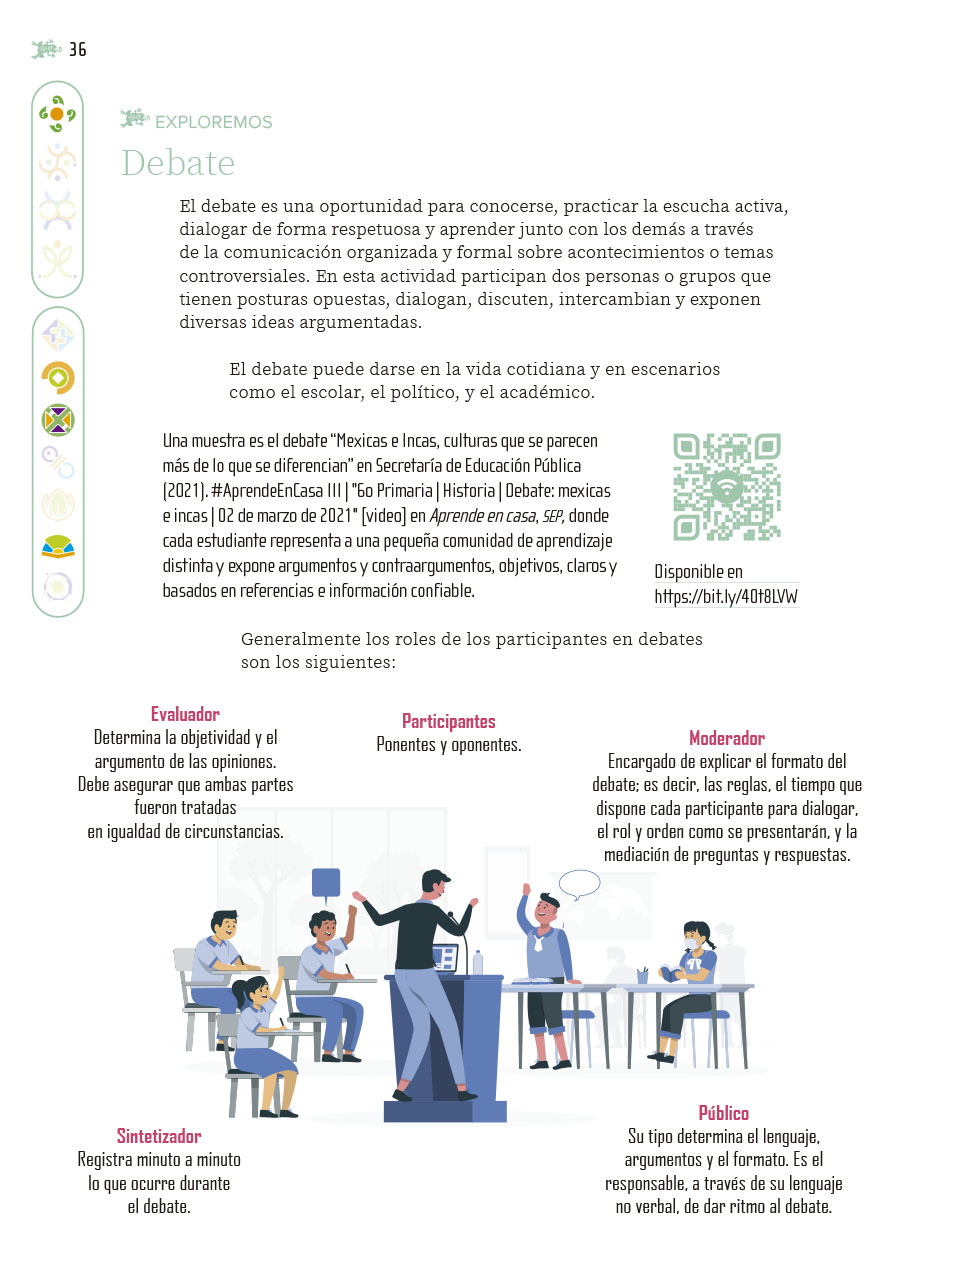 36
EXPLOREMOS
Debate
El debate es una oportunidad para conocerse, practicar la escucha activa,
dialogar de forma respetuosa y aprender junto con los demás a través
de la comunicación organizada y formal sobre acontecimientos o temas
controversiales. En esta actividad participan dos personas o grupos que
tienen posturas opuestas, dialogan, discuten, intercambian y exponen
diversas ideas argumentadas.
El debate puede darse en la vida cotidiana y en escenarios
como el escolar, el político, y el académico.
Una muestra es el debate “Mexicas e Incas, culturas que se parecen
más de lo que se diferencian” en Secretaría de Educación Pública
(2021). #AprendeEnCasa III | "6o Primaria | Historia | Debate: mexicas
e incas | 02 de marzo de 2021" [video] en Aprende en casa, SEP, donde
cada estudiante representa a una pequeña comunidad de aprendizaje
distinta y expone argumentos y contraargumentos, objetivos, claros y
basados en referencias e información confiable.
Disponible en
https://bit.ly/40t8LVW
Generalmente los roles de los participantes en debates
son los siguientes:
Evaluador
Determina la objetividad y el
argumento de las opiniones.
Debe asegurar que ambas partes
fueron tratadas
en igualdad de circunstancias.
Participantes
Ponentes y oponentes.
Moderador
Encargado de explicar el formato del
debate; es decir, las reglas, el tiempo que
dispone cada participante para dialogar,
el rol y orden como se presentarán, y la
mediación de preguntas y respuestas.
Sintetizador
Registra minuto a minuto
lo que ocurre durante
el debate.
Público
Su tipo determina el lenguaje,
argumentos y el formato. Es el
responsable, a través de su lenguaje
no verbal, de dar ritmo al debate.